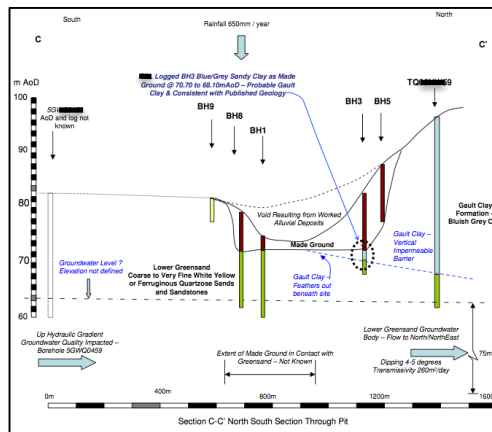 South
North
C
C'
Rainfall 650mm / year
m AoD
Logged BH3 Blue/Grey Sandy Clay as Made
Ground @ 70.70 to 68.10mAoD – Probable Gault
Clay & Consistent with Published Geology
AoD and log not
known
BH9
BH8
BH1
BH3
BH5
100
90
80
70
60
100
90
80
70
60
Void Resulting from Worked
Alluvial Deposits
Made Ground
Gault Clay
Formation –
Bluish Grey C
Gault Clay –
Vertical
Impermeable
Barrier
Groundwater Level ?
Elevation not defined
Lower Greensand
Coarse to Very Fine White Yellow
or Ferruginous Quartzose Sands
and Sandstones
Gault Clay –
Feathers out
beneath site
Up Hydraulic Gradient
Groundwater Quality Impacted –
Borehole 5GWQ0459
Extent of Made Ground in Contact with
Greensand – Not Known
Lower Greensand Groundwater
Body – Flow to North/NorthEast
Dipping 4-5 degrees
Transmissivity 260m²/day
75m
0m
400m
800m
1200m
160
Section C-C' North South Section Through Pit